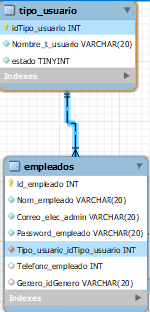 tipo_usuario
idTipo_usuario INT
Nombre_t_usuario VARCHAR(20)
estado TINYINT
Indexes
empleados
id_empleado INT
Nom_empleado VARCHAR(20)
Correo_elec_admin VARCHAR(20)
Password_empleado VARCHAR(20)
Tipo_usuario_idTipo_usuario INT
Telefono_empleado INT
Genero_idGenero VARCHAR(20)
Indexes